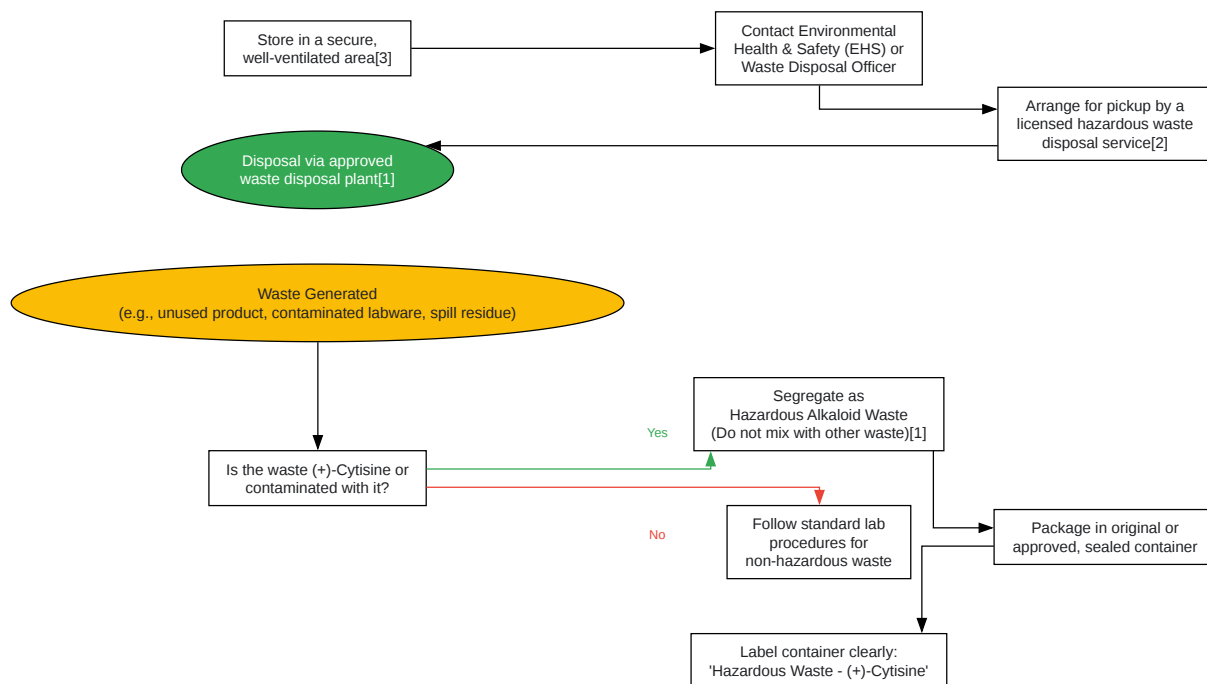 Store in a secure,
well-ventilated area[3]
Contact Environmental
Health & Safety (EHS) or
Waste Disposal Officer
Arrange for pickup by a
licensed hazardous waste
disposal service[2]
Disposal via approved
waste disposal plant[1]
Waste Generated
(e.g., unused product, contaminated labware, spill residue)
Is the waste (+)-Cytisine or
contaminated with it?
Yes
Segregate as
Hazardous Alkaloid Waste
(Do not mix with other waste)[1]
No
Follow standard lab
procedures for
non-hazardous waste
Package in original or
approved, sealed container
Label container clearly:
'Hazardous Waste - (+)-Cytisine'